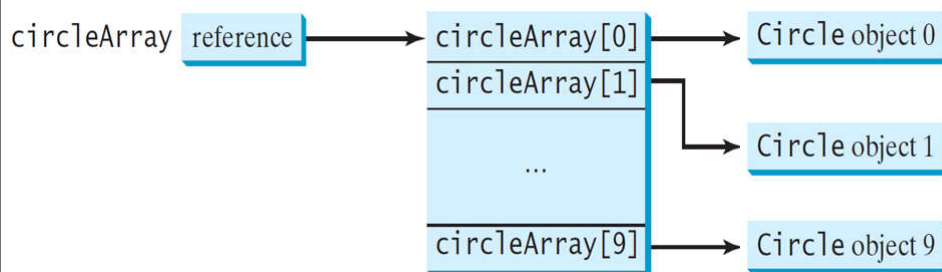 circleArray reference circleArray[0] Circle object 0
circleArray[1]
Circle object 1
...
circleArray[9] Circle object 9